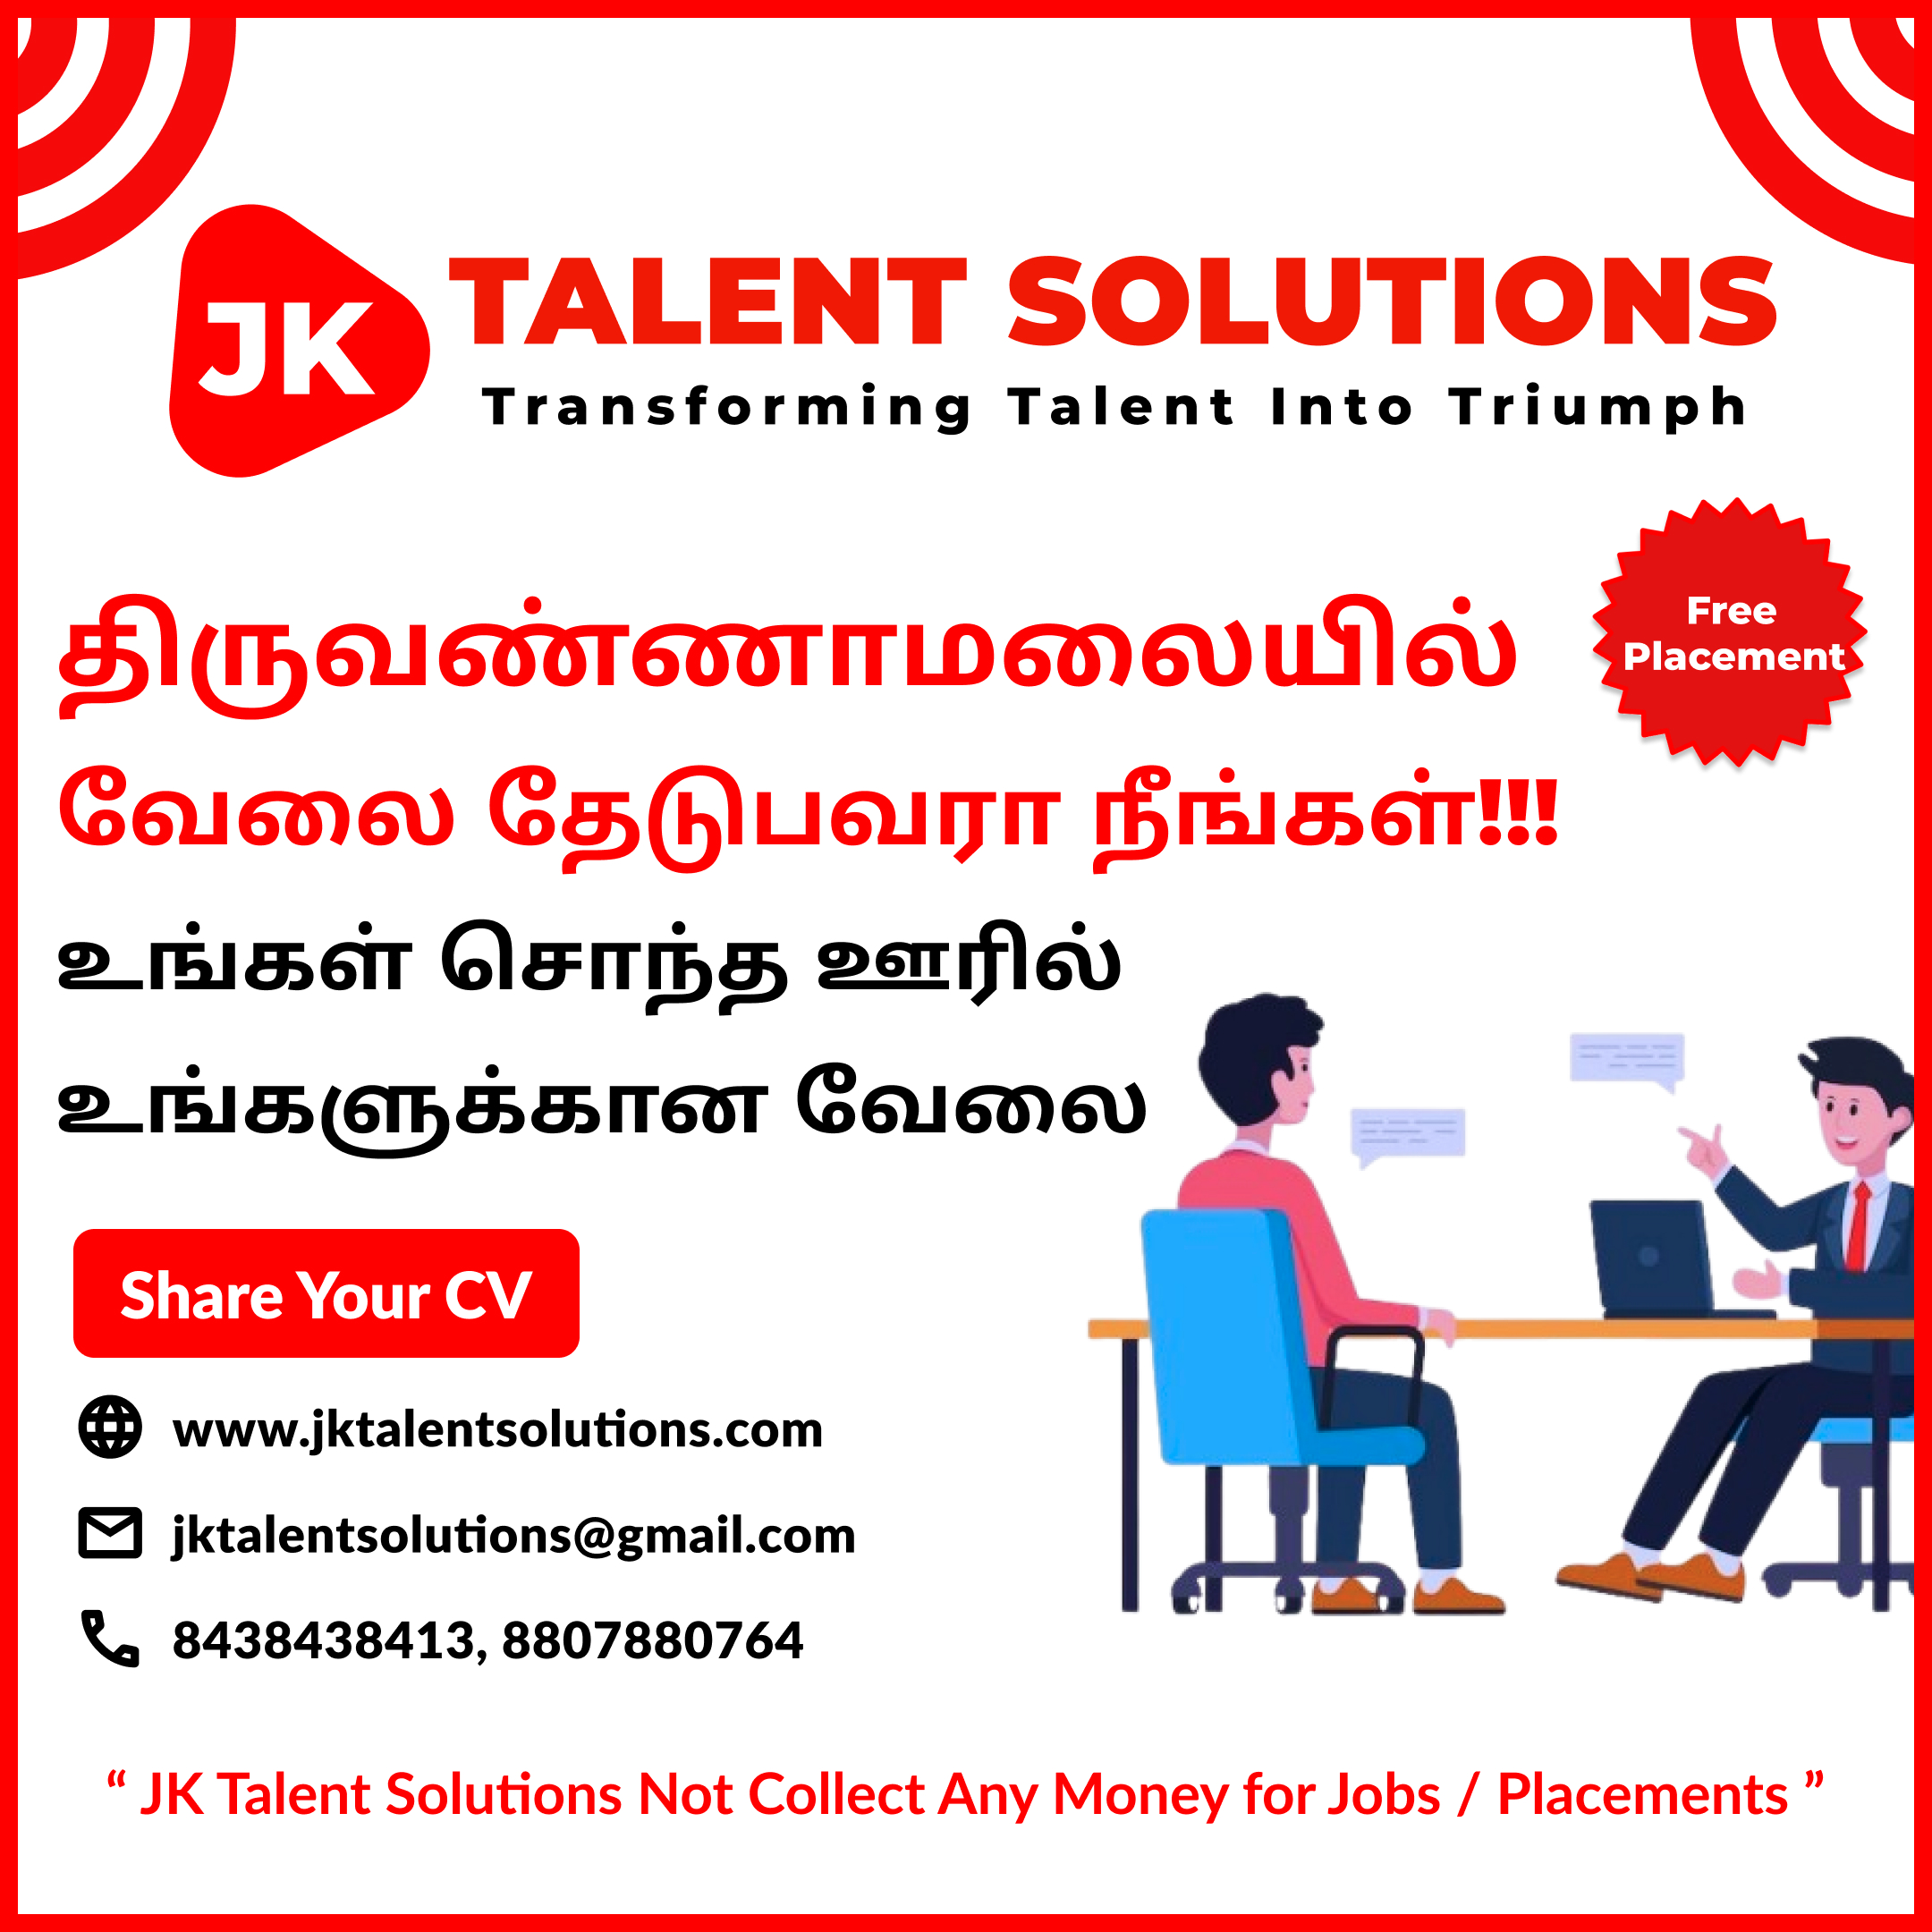 JK
TALENT SOLUTIONS
Transforming Talent Into Triumph
Free
Placement
திருவண்ணாமலையில்
வேலை தேடுபவரா நீங்கள்!!!
உங்கள் சொந்த ஊரில்
உங்களுக்கான வேலை
Share Your CV
www.jktalentsolutions.com
jktalentsolutions@gmail.com
8438438413, 8807880764
“ JK Talent Solutions Not Collect Any Money for Jobs / Placements ”